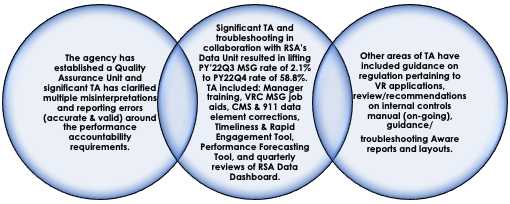 The agency has
established a Quality
Assurance Unit and
significant TA has clarified
multiple misinterpretations
and reporting errors
(accurate & valid) around
the performance
accountability
requirements.
Significant TA and
troubleshooting in
collaboration with RSA's
Data Unit resulted in lifting
PY'22Q3 MSG rate of 2.1%
to PY22Q4 rate of 58.8%.
TA included: Manager
training, VRC MSG job
aids, CMS & 911 data
element corrections,
Timeliness & Rapid
Engagement Tool,
Performance Forecasting
Tool, and quarterly
reviews of RSA Data
Dashboard.
Other areas of TA have
included guidance on
regulation pertaining to
VR applications,
review/recommendations
on internal controls
manual (on-going),
guidance/
troubleshooting Aware
reports and layouts.